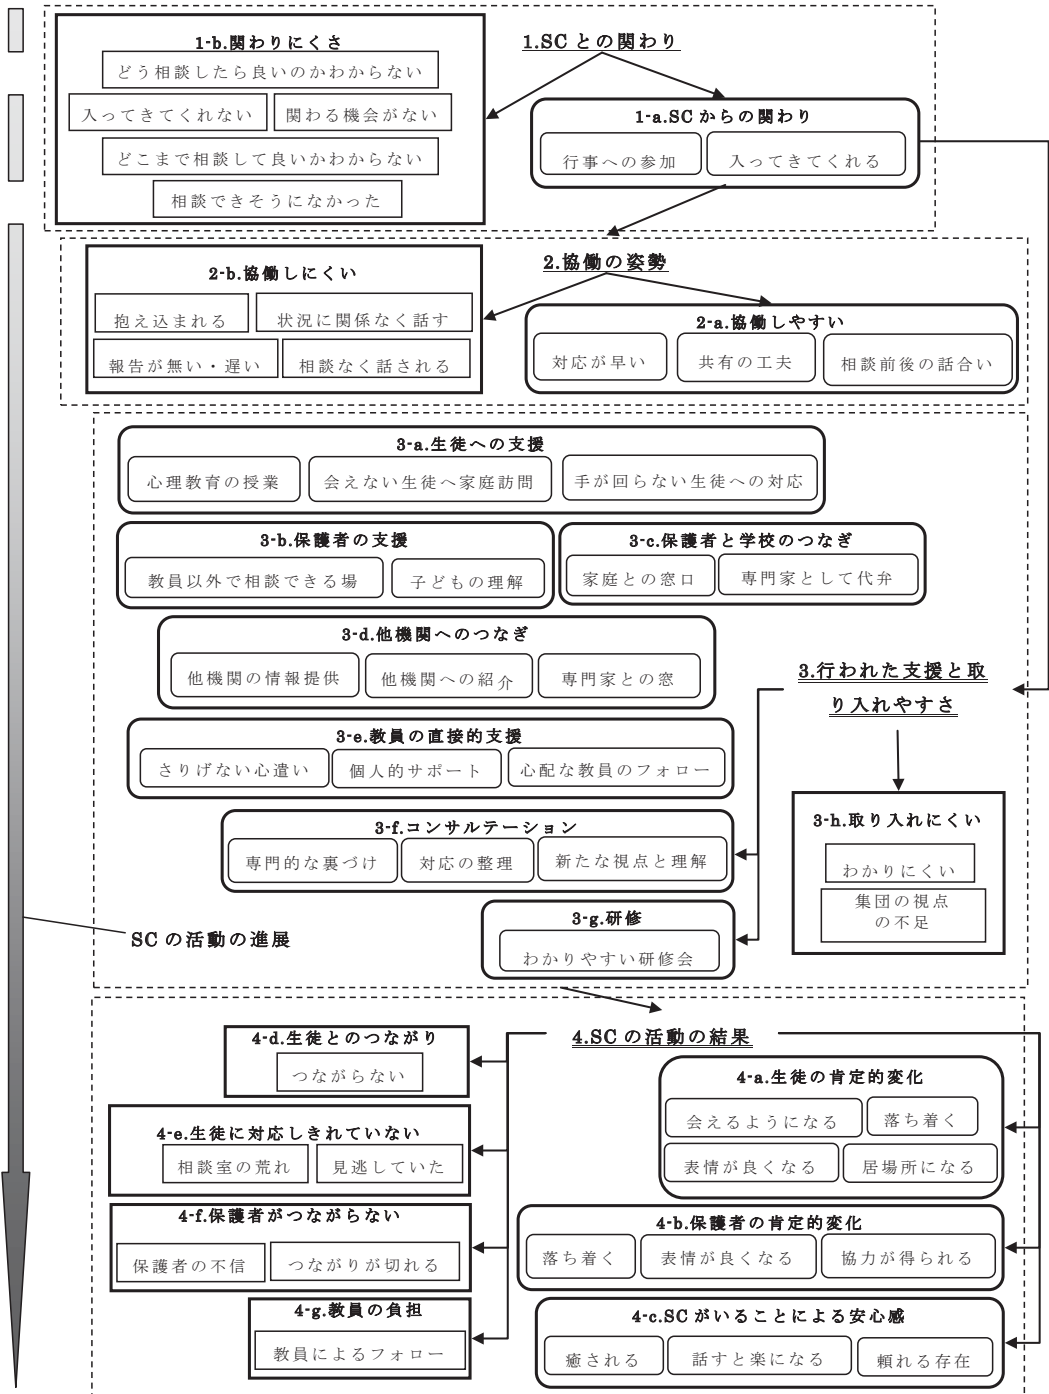 1.SC との関わり
1-b.関わりにくさ
どう相談したら良いのかわからない
入ってきてくれない
関わる機会がない
どこまで相談して良いかわからない
相談できそうになかった
1-a.SC からの関わり
行事への参加
入ってきてくれる
2.協働の姿勢
2-b.協働しにくい
抱え込まれる
状況に関係なく話す
報告が無い・遅い
相談なく話される
2-a.協働しやすい
対応が早い
共有の工夫
相談前後の話合い
3-a.生徒への支援
心理教育の授業
会えない生徒へ家庭訪問
手が回らない生徒への対応
3-b.保護者の支援
教員以外で相談できる場
子どもの理解
3-c.保護者と学校のつなぎ
家庭との窓口
専門家として代弁
3-d.他機関へのつなぎ
他機関の情報提供
他機関への紹介
専門家との窓
3.行われた支援と取
り入れやすさ
3-e.教員の直接的支援
さりげない心遣い
個人的サポート
心配な教員のフォロー
3-f.コンサルテーション
専門的な裏づけ
対応の整理
新たな視点と理解
3-g.研修
わかりやすい研修会
3-h.取り入れにくい
わかりにくい
集団の視点
の不足
SC の活動の進展
4.SC の活動の結果
4-d.生徒とのつながり
つながらない
4-e.生徒に対応しきれていない
相談室の荒れ
見逃していた
4-f.保護者がつながらない
保護者の不信
つながりが切れる
4-g.教員の負担
教員によるフォロー
4-a.生徒の肯定的変化
会えるようになる
落ち着く
表情が良くなる
居場所になる
4-b.保護者の肯定的変化
落ち着く
表情が良くなる
協力が得られる
4-c.SC がいることによる安心感
癒される
話すと楽になる
頼れる存在